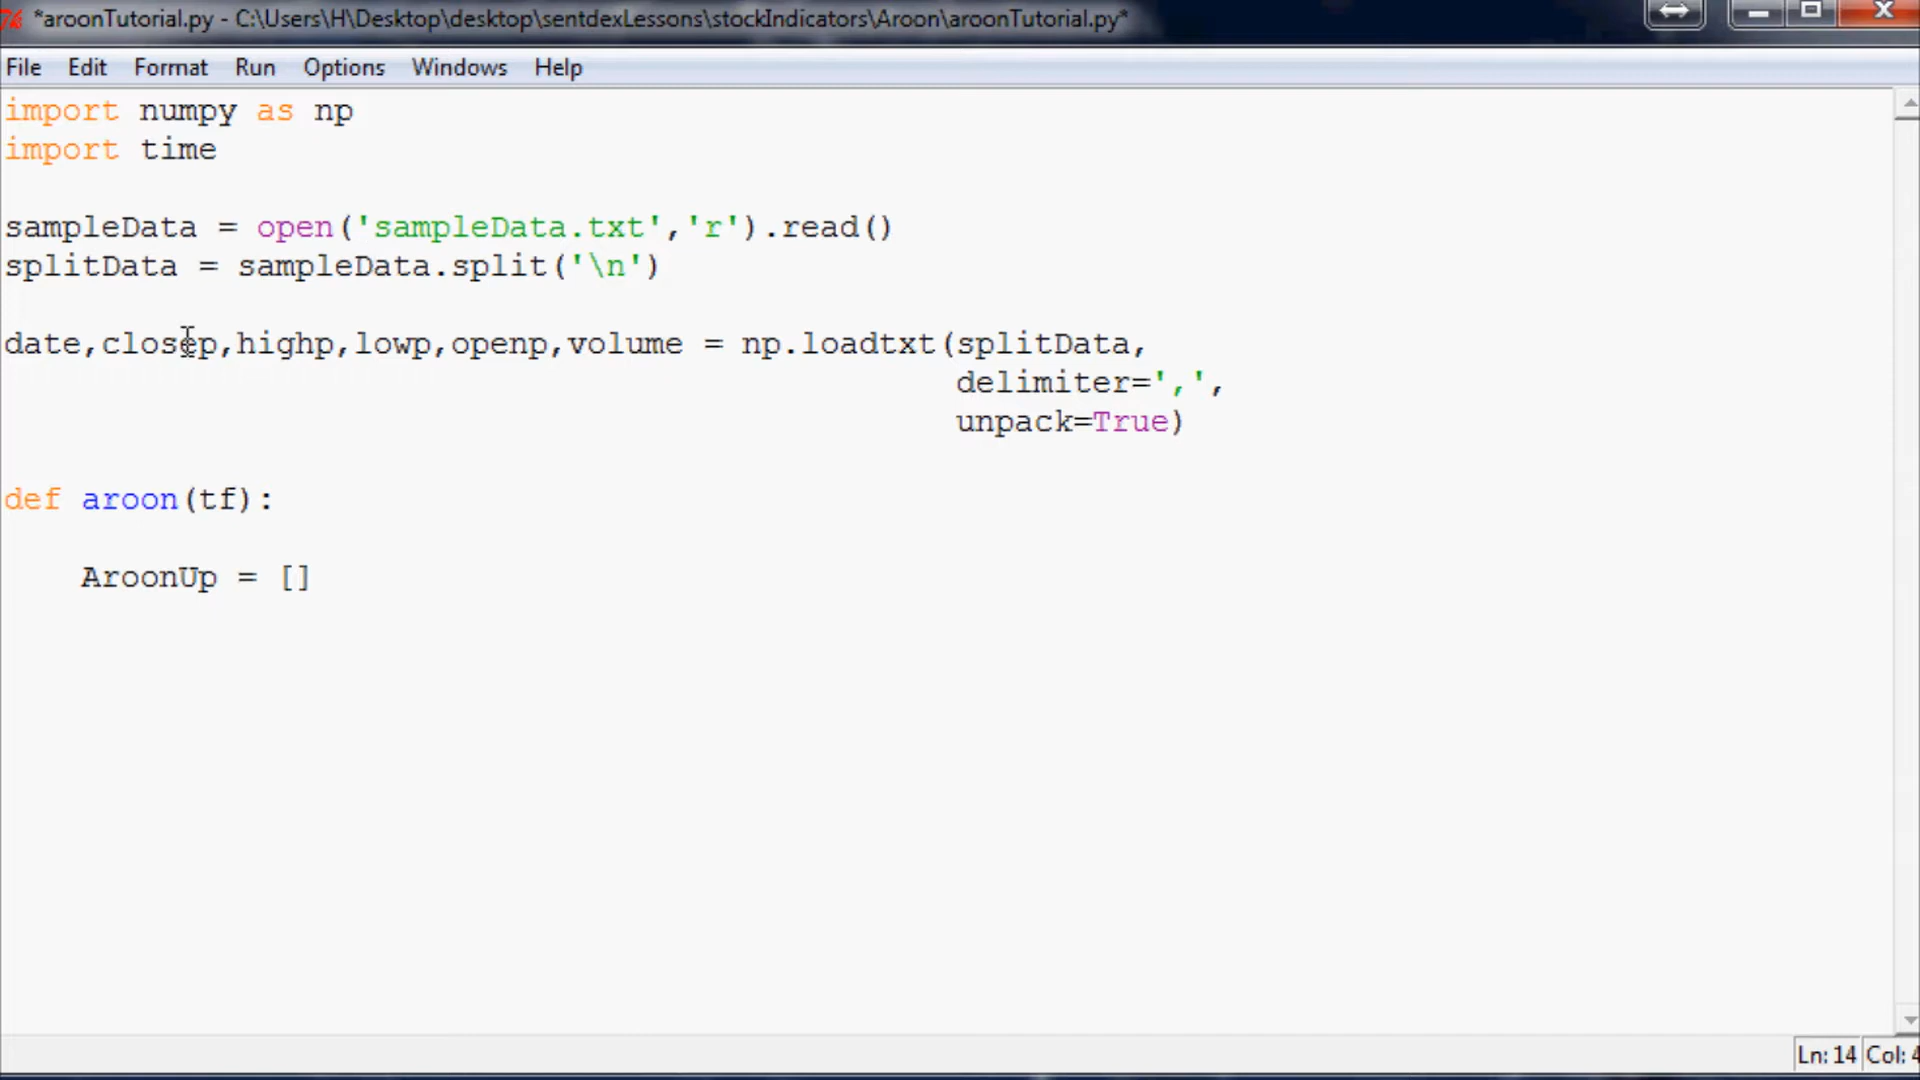 *aroonTutorial.py - C:\Users\H\Desktop\desktop\sentdexLessons\stockIndicators\Aroon\aroonTutorial.py*
File Edit Format Run Options Windows Help
import numpy as np
import time
sampleData = open('sampleData.txt','r').read()
splitData = sampleData.split('\n')
date,closep,highp,lowp,openp,volume = np.loadtxt(splitData,
delimiter=',',
unpack=True)
def aroon(tf):
AroonUp = []
Ln: 14 Col: 4